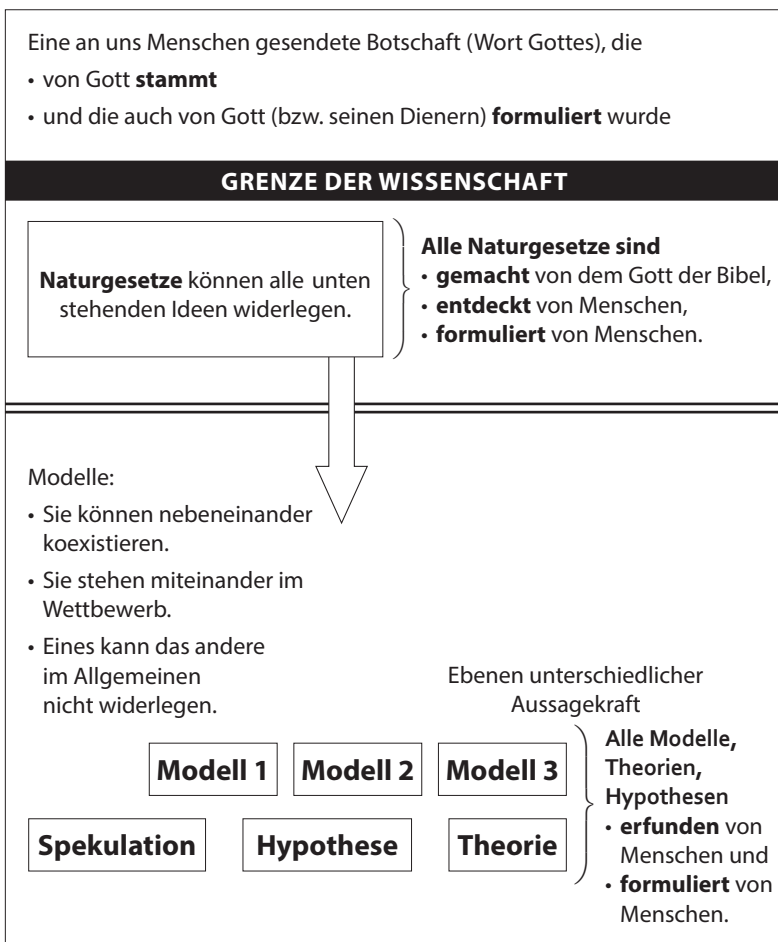 Eine an uns Menschen gesendete Botschaft (Wort Gottes), die
• von Gott stammt
• und die auch von Gott (bzw. seinen Dienern) formuliert wurde
GRENZE DER WISSENSCHAFT
Naturgesetze können alle unten
stehenden Ideen widerlegen.
Alle Naturgesetze sind
• gemacht von dem Gott der Bibel,
• entdeckt von Menschen,
• formuliert von Menschen.
Modelle:
• Sie können nebeneinander
koexistieren.
• Sie stehen miteinander im
Wettbewerb.
• Eines kann das andere
im Allgemeinen
nicht widerlegen.
Ebenen unterschiedlicher
Aussagekraft
Modell 1
Modell 2
Modell 3
Spekulation
Hypothese
Theorie
Alle Modelle,
Theorien,
Hypothesen
• erfunden von
Menschen und
• formuliert von
Menschen.